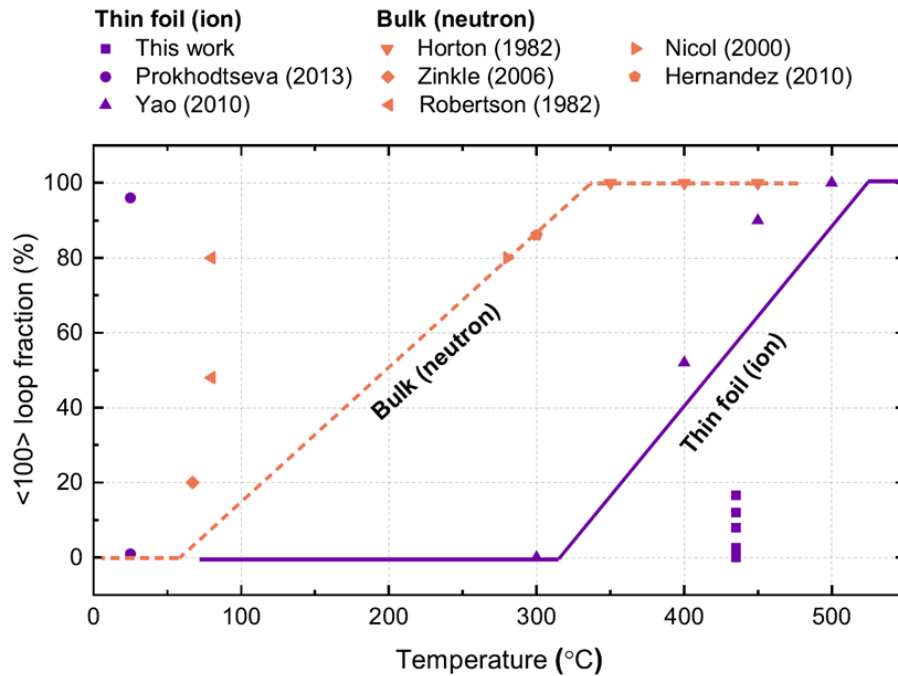 Thin foil (ion)
This work
Prokhodtseva (2013)
Yao (2010)
Bulk (neutron)
Horton (1982)
Zinkle (2006)
Robertson (1982)
Nicol (2000)
Hernandez (2010)
<100> loop fraction (%)
100
80
60
40
20
0
Bulk (neutron)
Thin foil (ion)
0
100
200
300
400
500
Temperature (°C)